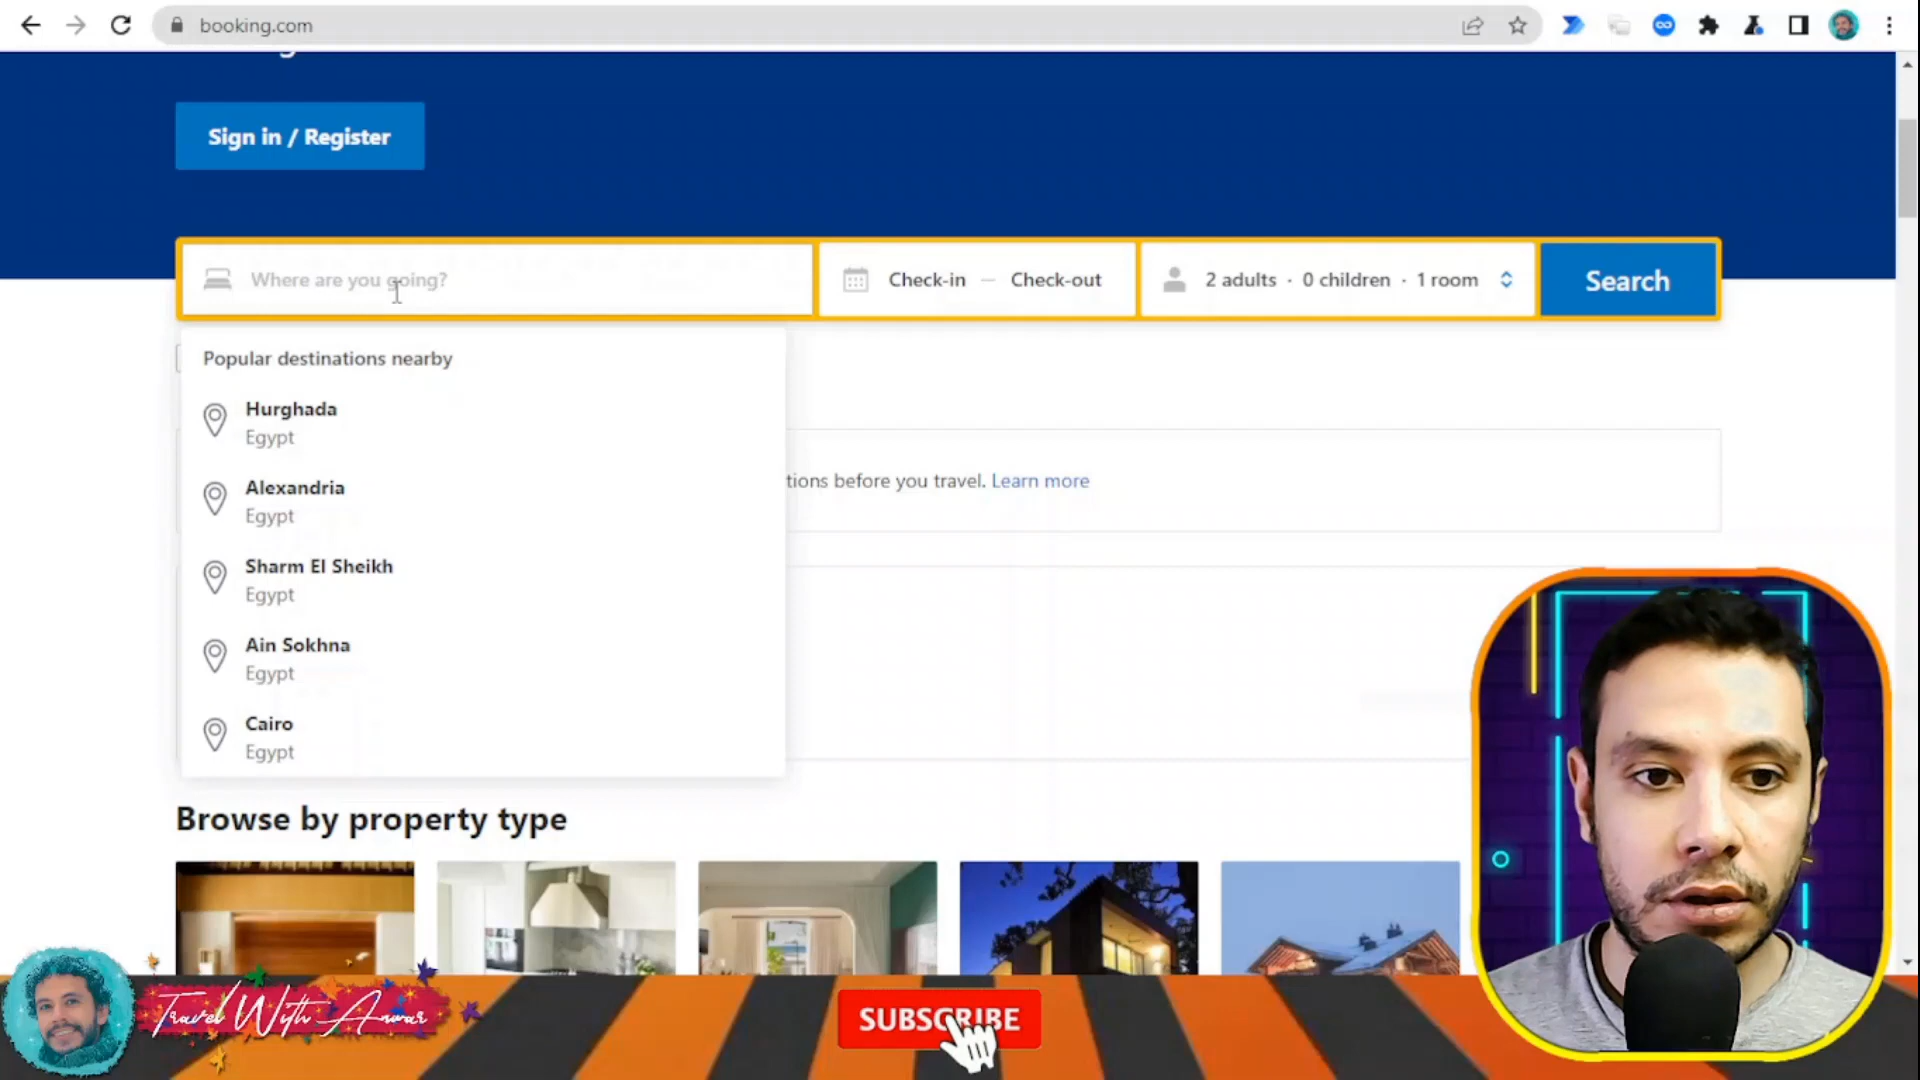 booking.com
Sign in / Register
Where are you going?
Check-in — Check-out
2 adults · 0 children · 1 room
Search
Popular destinations nearby
Hurghada
Egypt
Alexandria
Egypt
tions before you travel. Learn more
Sharm El Sheikh
Egypt
Ain Sokhna
Egypt
Cairo
Egypt
Browse by property type
Travel With Anwar
SUBSCRIBE